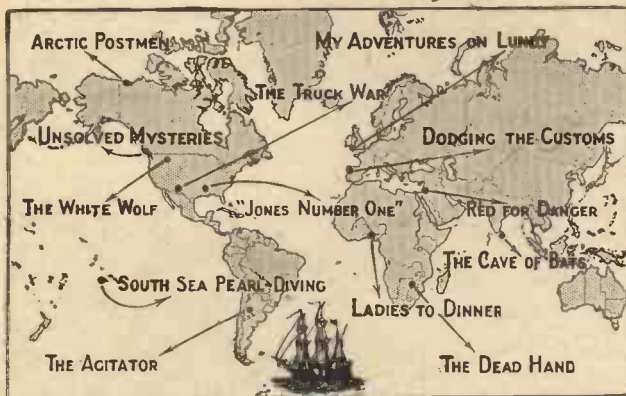 ARCTIC POSTMEN
MY ADVENTURES ON LUNDY
THE TRUCK WAR
UNSOLVED MYSTERIES
DODGING THE CUSTOMS
THE WHITE WOLF
"JONES NUMBER ONE"
RED FOR DANGER
THE CAVE OF BATS
SOUTH SEA PEARL-DIVING
LADIES TO DINNER
THE AGITATOR
THE DEAD HAND